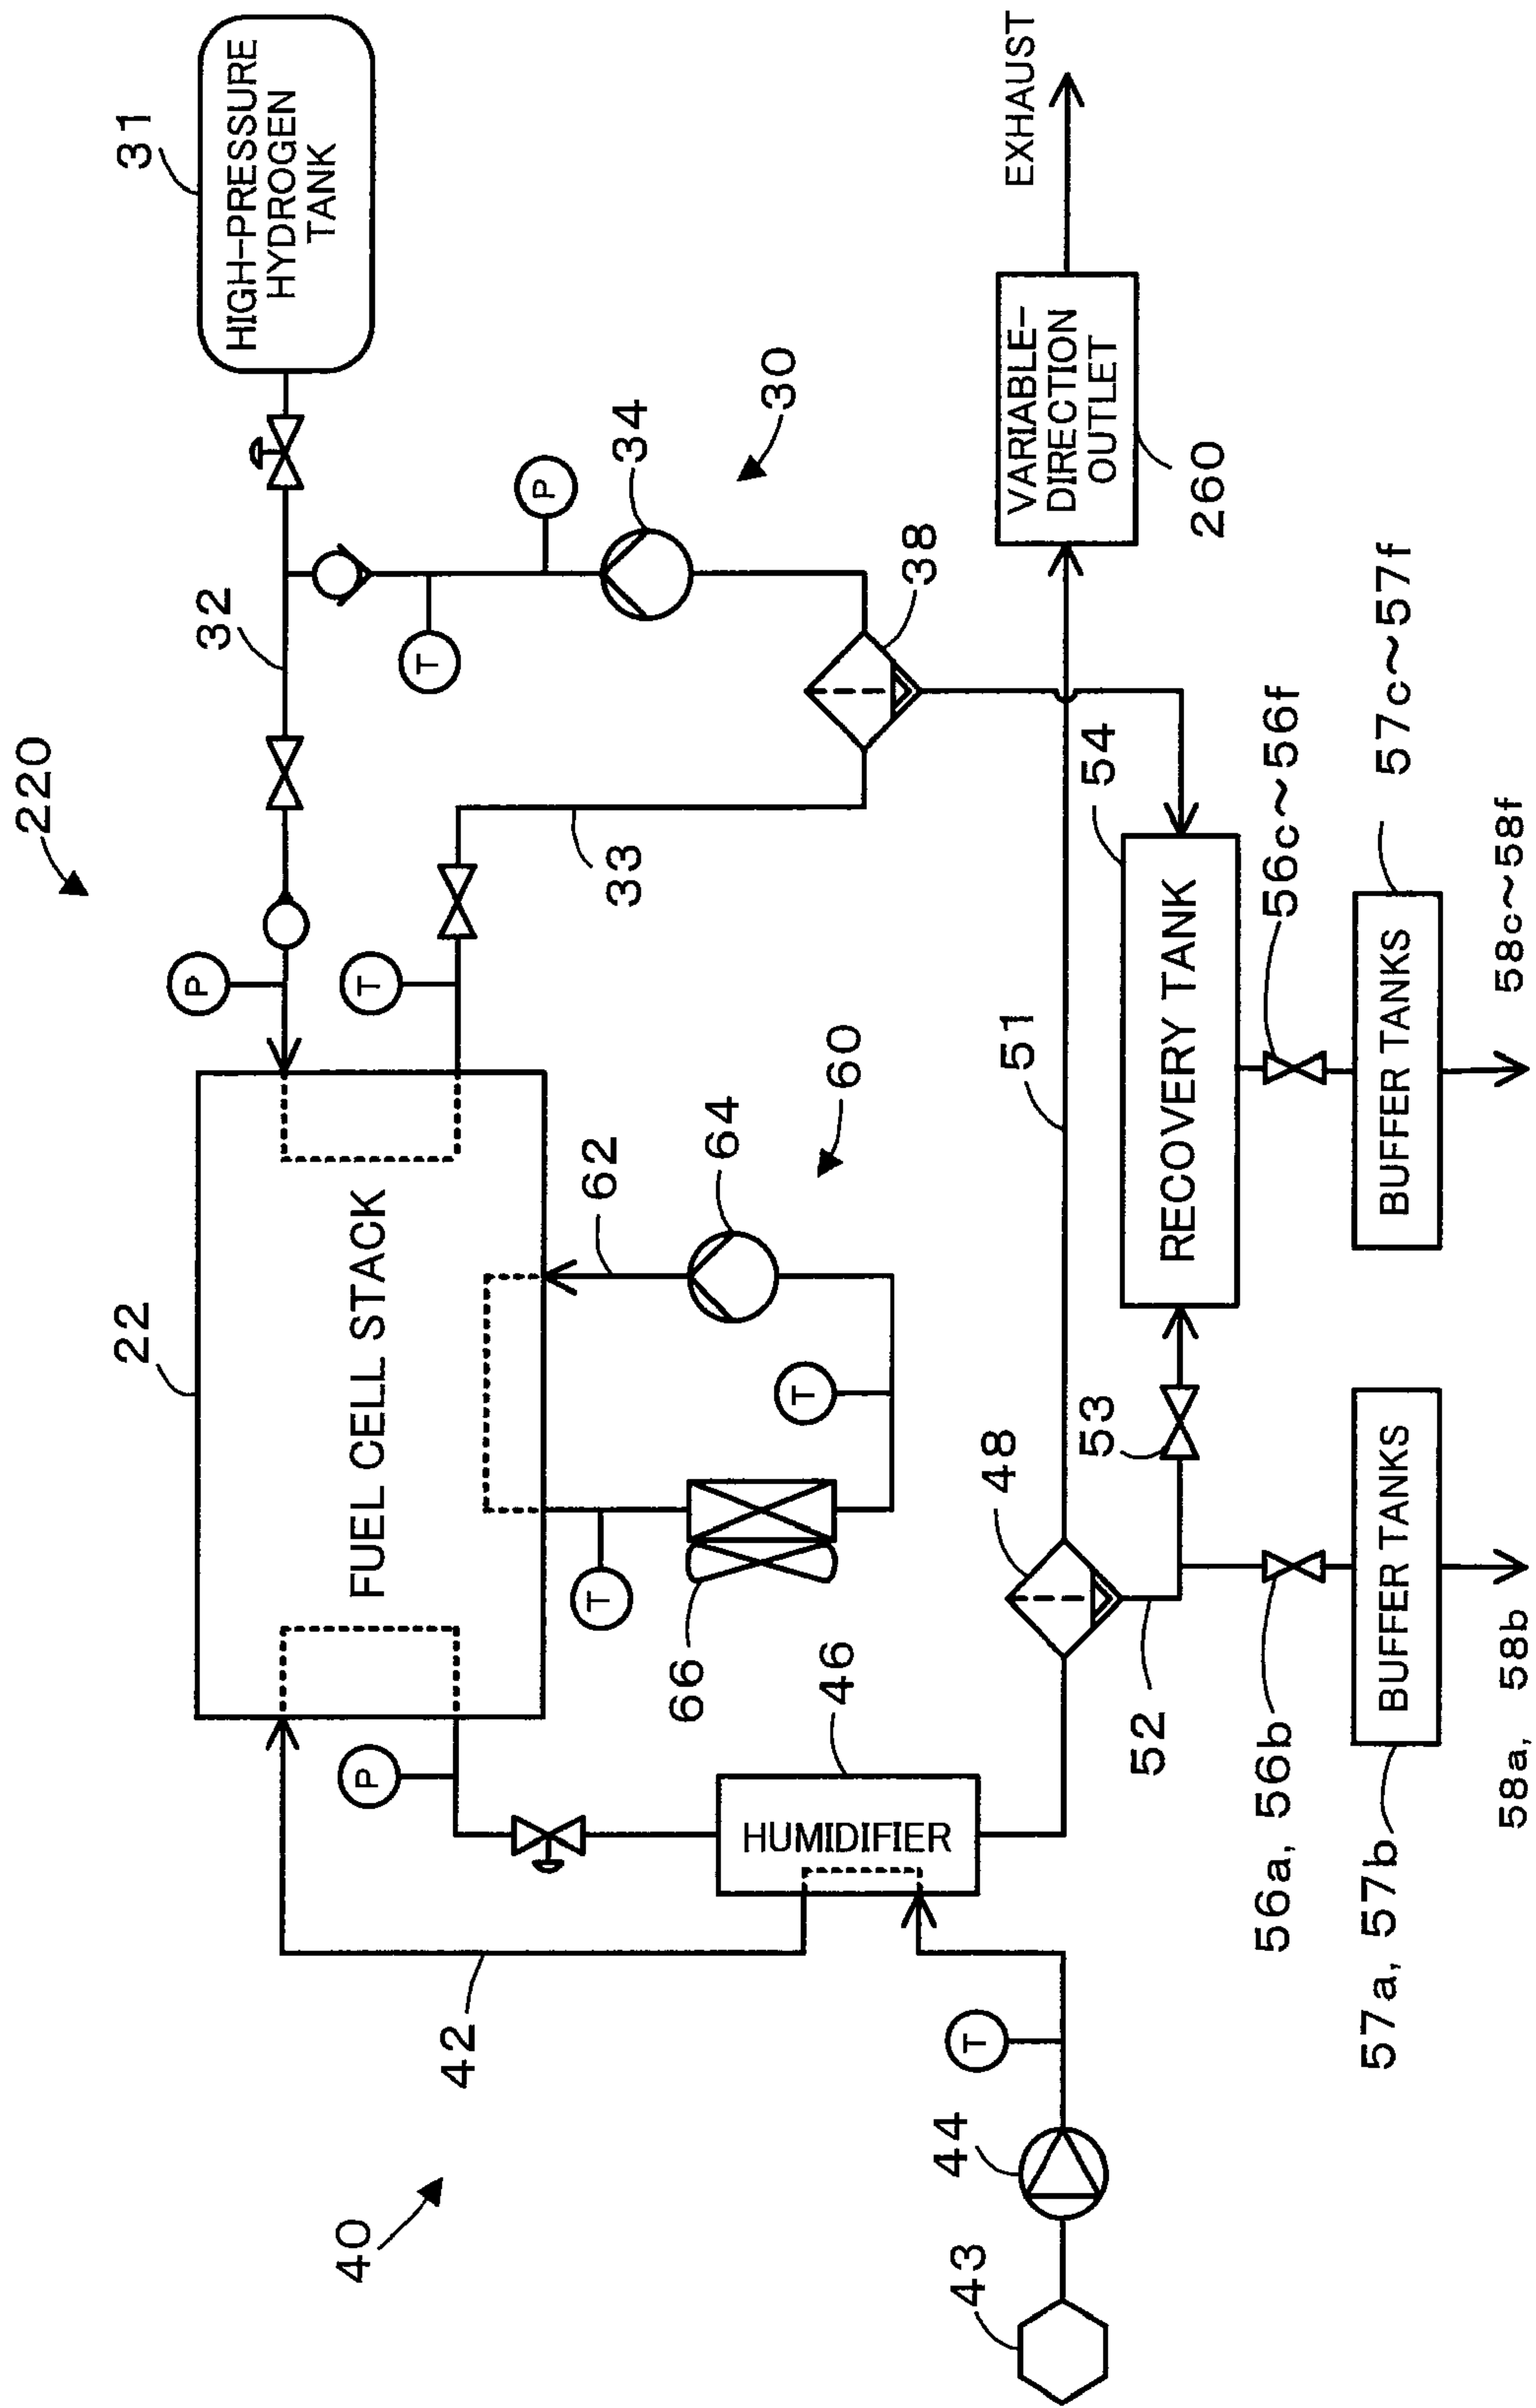 220
22
FUEL CELL STACK
P
32
31
HIGH-PRESSURE
HYDROGEN
TANK
T
P
34
30
33
T
38
40
42
P
46
HUMIDIFIER
66
T
T
62
64
60
43
44
T
48
51
VARIABLE-
DIRECTION
OUTLET
260
EXHAUST
52
53
54
RECOVERY TANK
56a, 56b
56c~56f
57a, 57b
BUFFER TANKS
BUFFER TANKS
57c~57f
58a, 58b
58c~58f